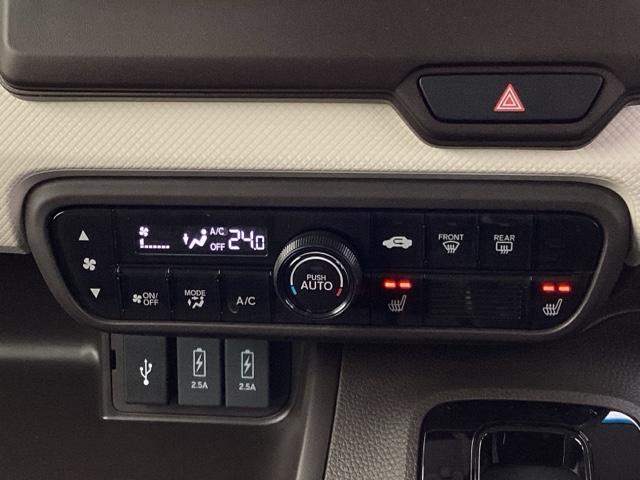 A/C
OFF
24.0
PUSH
AUTO
FRONT
REAR
ON/
OFF
MODE
A/C
2.5A
2.5A